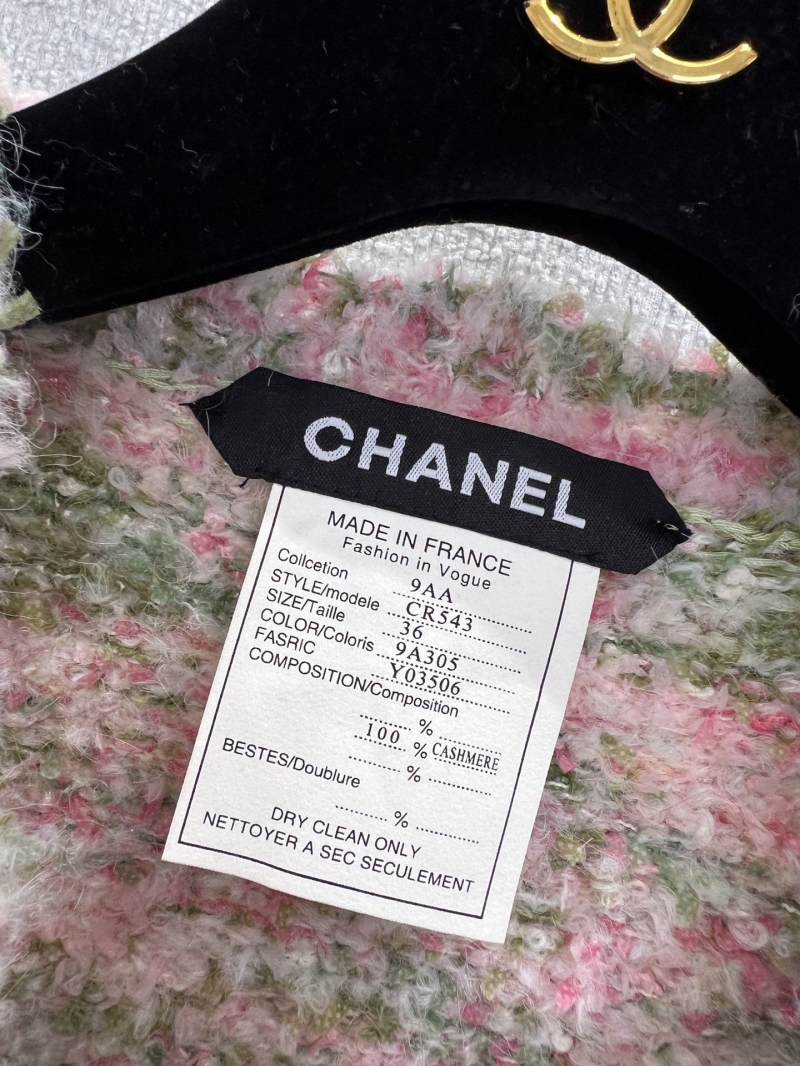 CHANEL
MADE IN FRANCE
Fashion in Vogue
Collcetion 9AA
STYLE/modele CR543
SIZE/Taille 36
COLOR/Coloris 9A305
FASRIC Y03506
COMPOSITION/Composition
%
100 % CASHMERE
%
BESTES/Doublure
%
DRY CLEAN ONLY
NETTOYER A SEC SECULEMENT